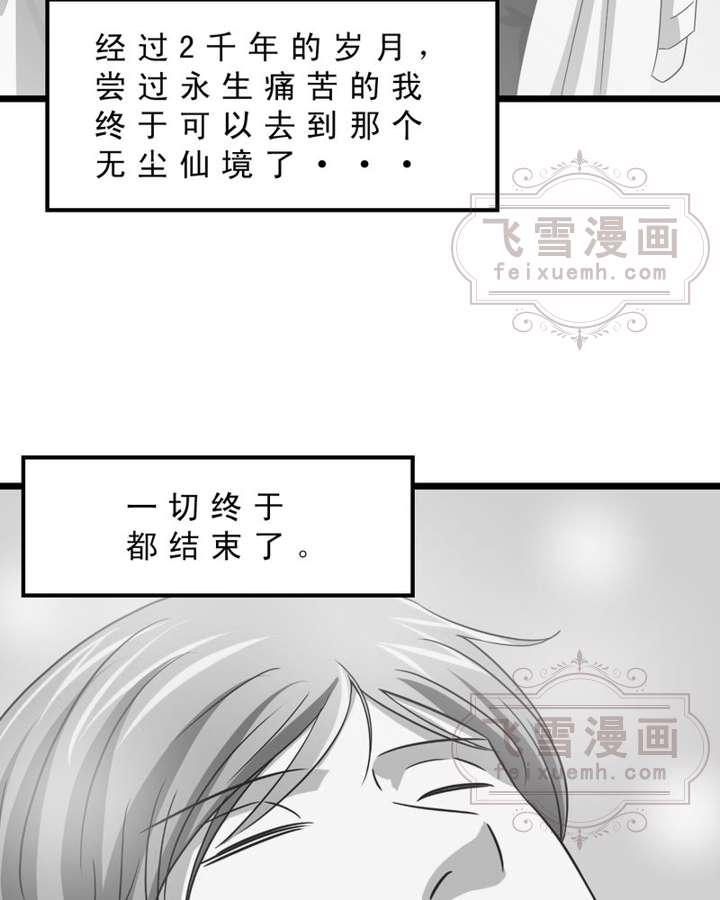 经过2千年的岁月，
尝过永生痛苦的我
终于可以去到那个
无尘仙境了···
飞雪漫画
feixuemh.com
一切终于
都结束了。
飞雪漫画
feixuemh.com